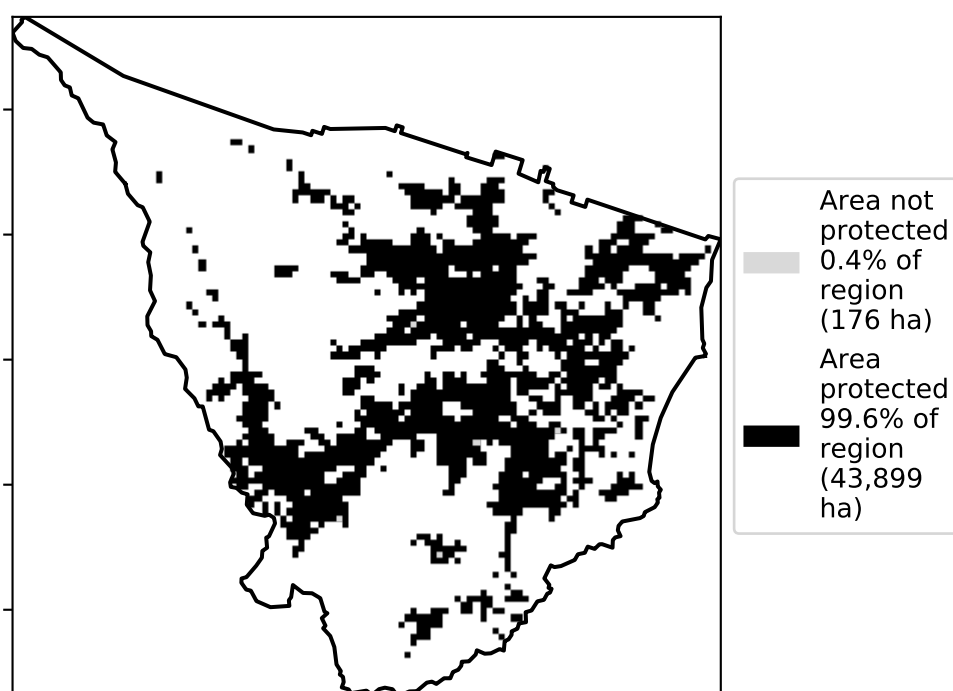 Area not
protected
0.4% of
region
(176 ha)
Area
protected
99.6% of
region
(43,899
ha)